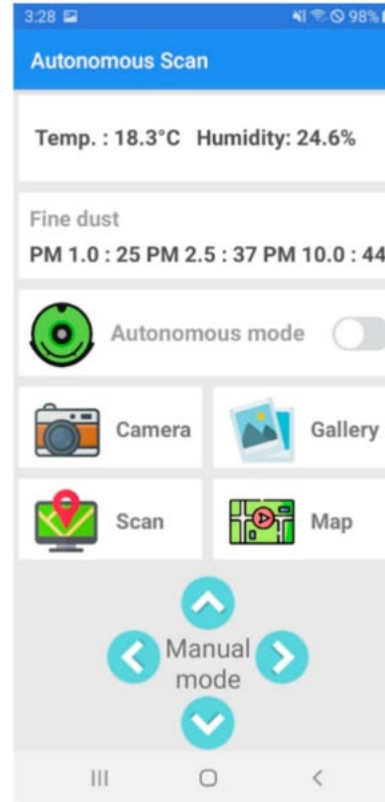 3:28 98%
Autonomous Scan
Temp. : 18.3°C Humidity: 24.6%
Fine dust
PM 1.0 : 25 PM 2.5 : 37 PM 10.0 : 44
Autonomous mode
Camera Gallery
Scan Map
Manual
mode